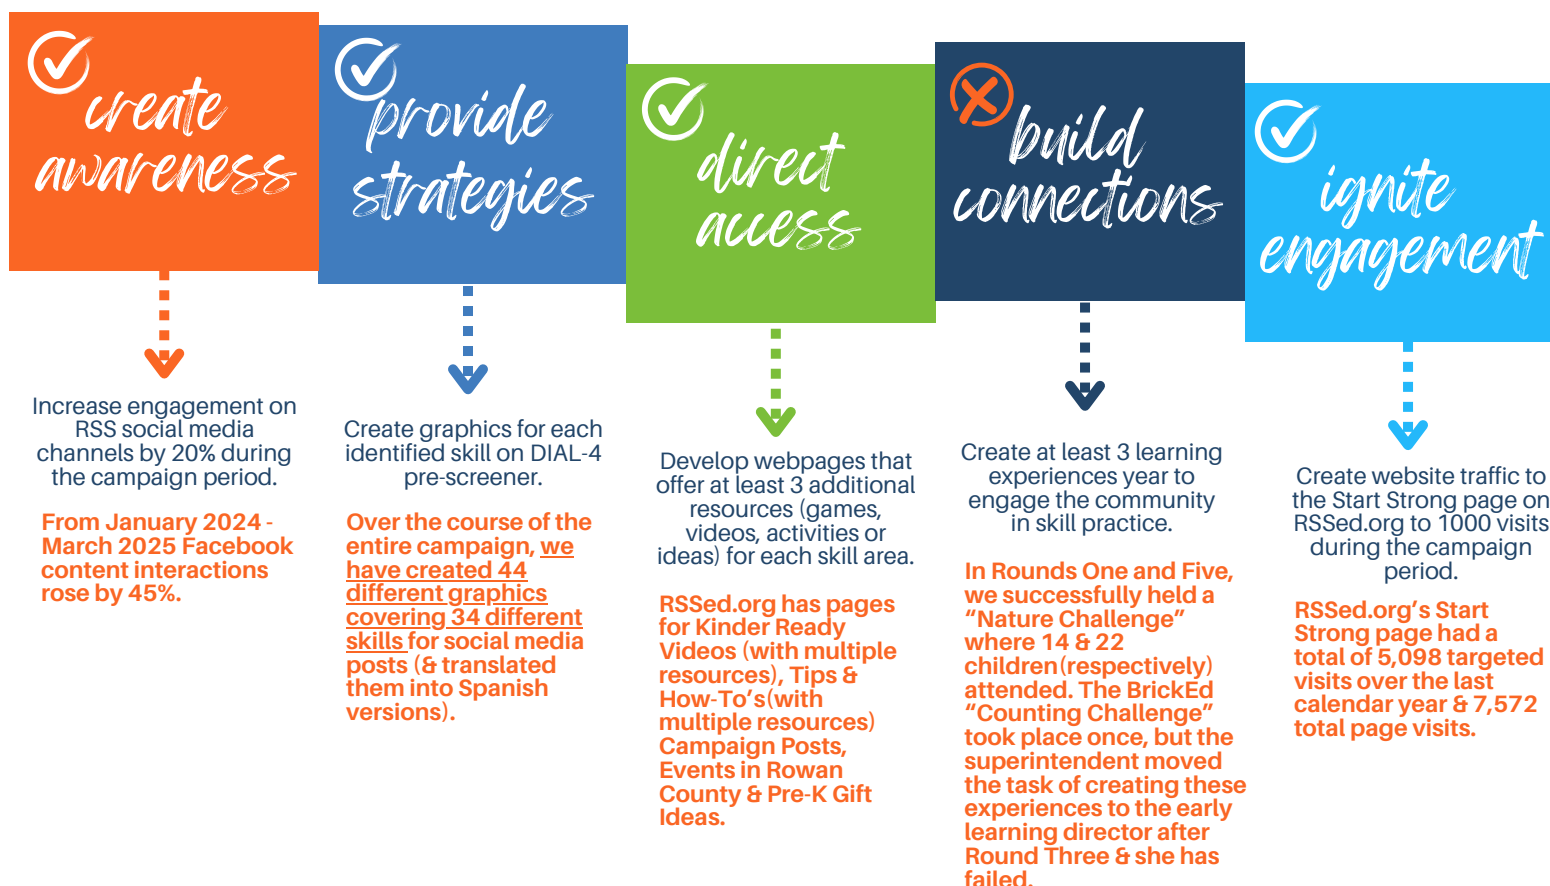 create
awareness
Increase engagement on
RSS social media
channels by 20% during
the campaign period.
From January 2024 -
March 2025 Facebook
content interactions
rose by 45%.
provide
strategies
Create graphics for each
identified skill on DIAL-4
pre-screener.
Over the course of the
entire campaign, we
have created 44
different graphics
covering 34 different
skills for social media
posts (& translated
them into Spanish
versions).
direct
access
Develop webpages that
offer at least 3 additional
resources (games,
videos, activities or
ideas) for each skill area.
RSSed.org has pages
for Kinder Ready
Videos (with multiple
resources), Tips &
How-To’s(with
multiple resources)
Campaign Posts,
Events in Rowan
County & Pre-K Gift
Ideas.
build
connections
Create at least 3 learning
experiences year to
engage the community
in skill practice.
In Rounds One and Five,
we successfully held a
“Nature Challenge”
where 14 & 22
children(respectively)
attended. The BrickEd
“Counting Challenge”
took place once, but the
superintendent moved
the task of creating these
experiences to the early
learning director after
Round Three & she has
failed.
ignite
engagement
Create website traffic to
the Start Strong page on
RSSed.org to 1000 visits
during the campaign
period.
RSSed.org’s Start
Strong page had a
total of 5,098 targeted
visits over the last
calendar year & 7,572
total page visits.